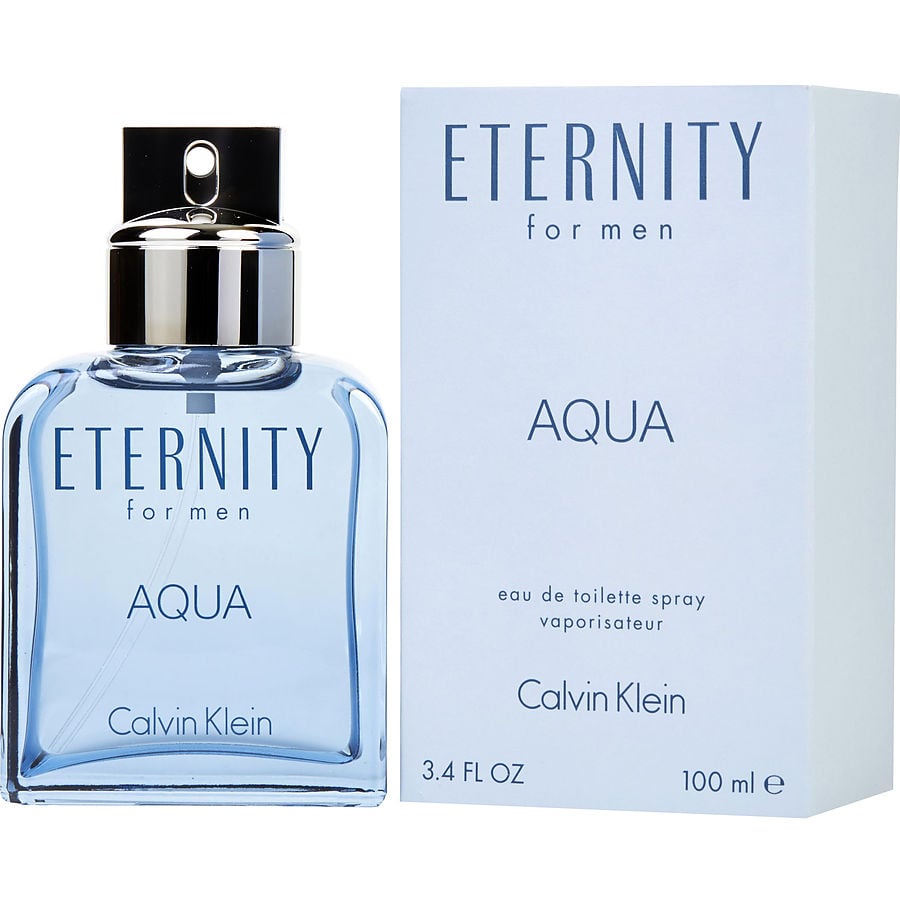 ETERNITY
for men
AQUA
Calvin Klein
ETERNITY
for men
AQUA
eau de toilette spray
vaporisateur
Calvin Klein
3.4 FL OZ 100 ml ℮